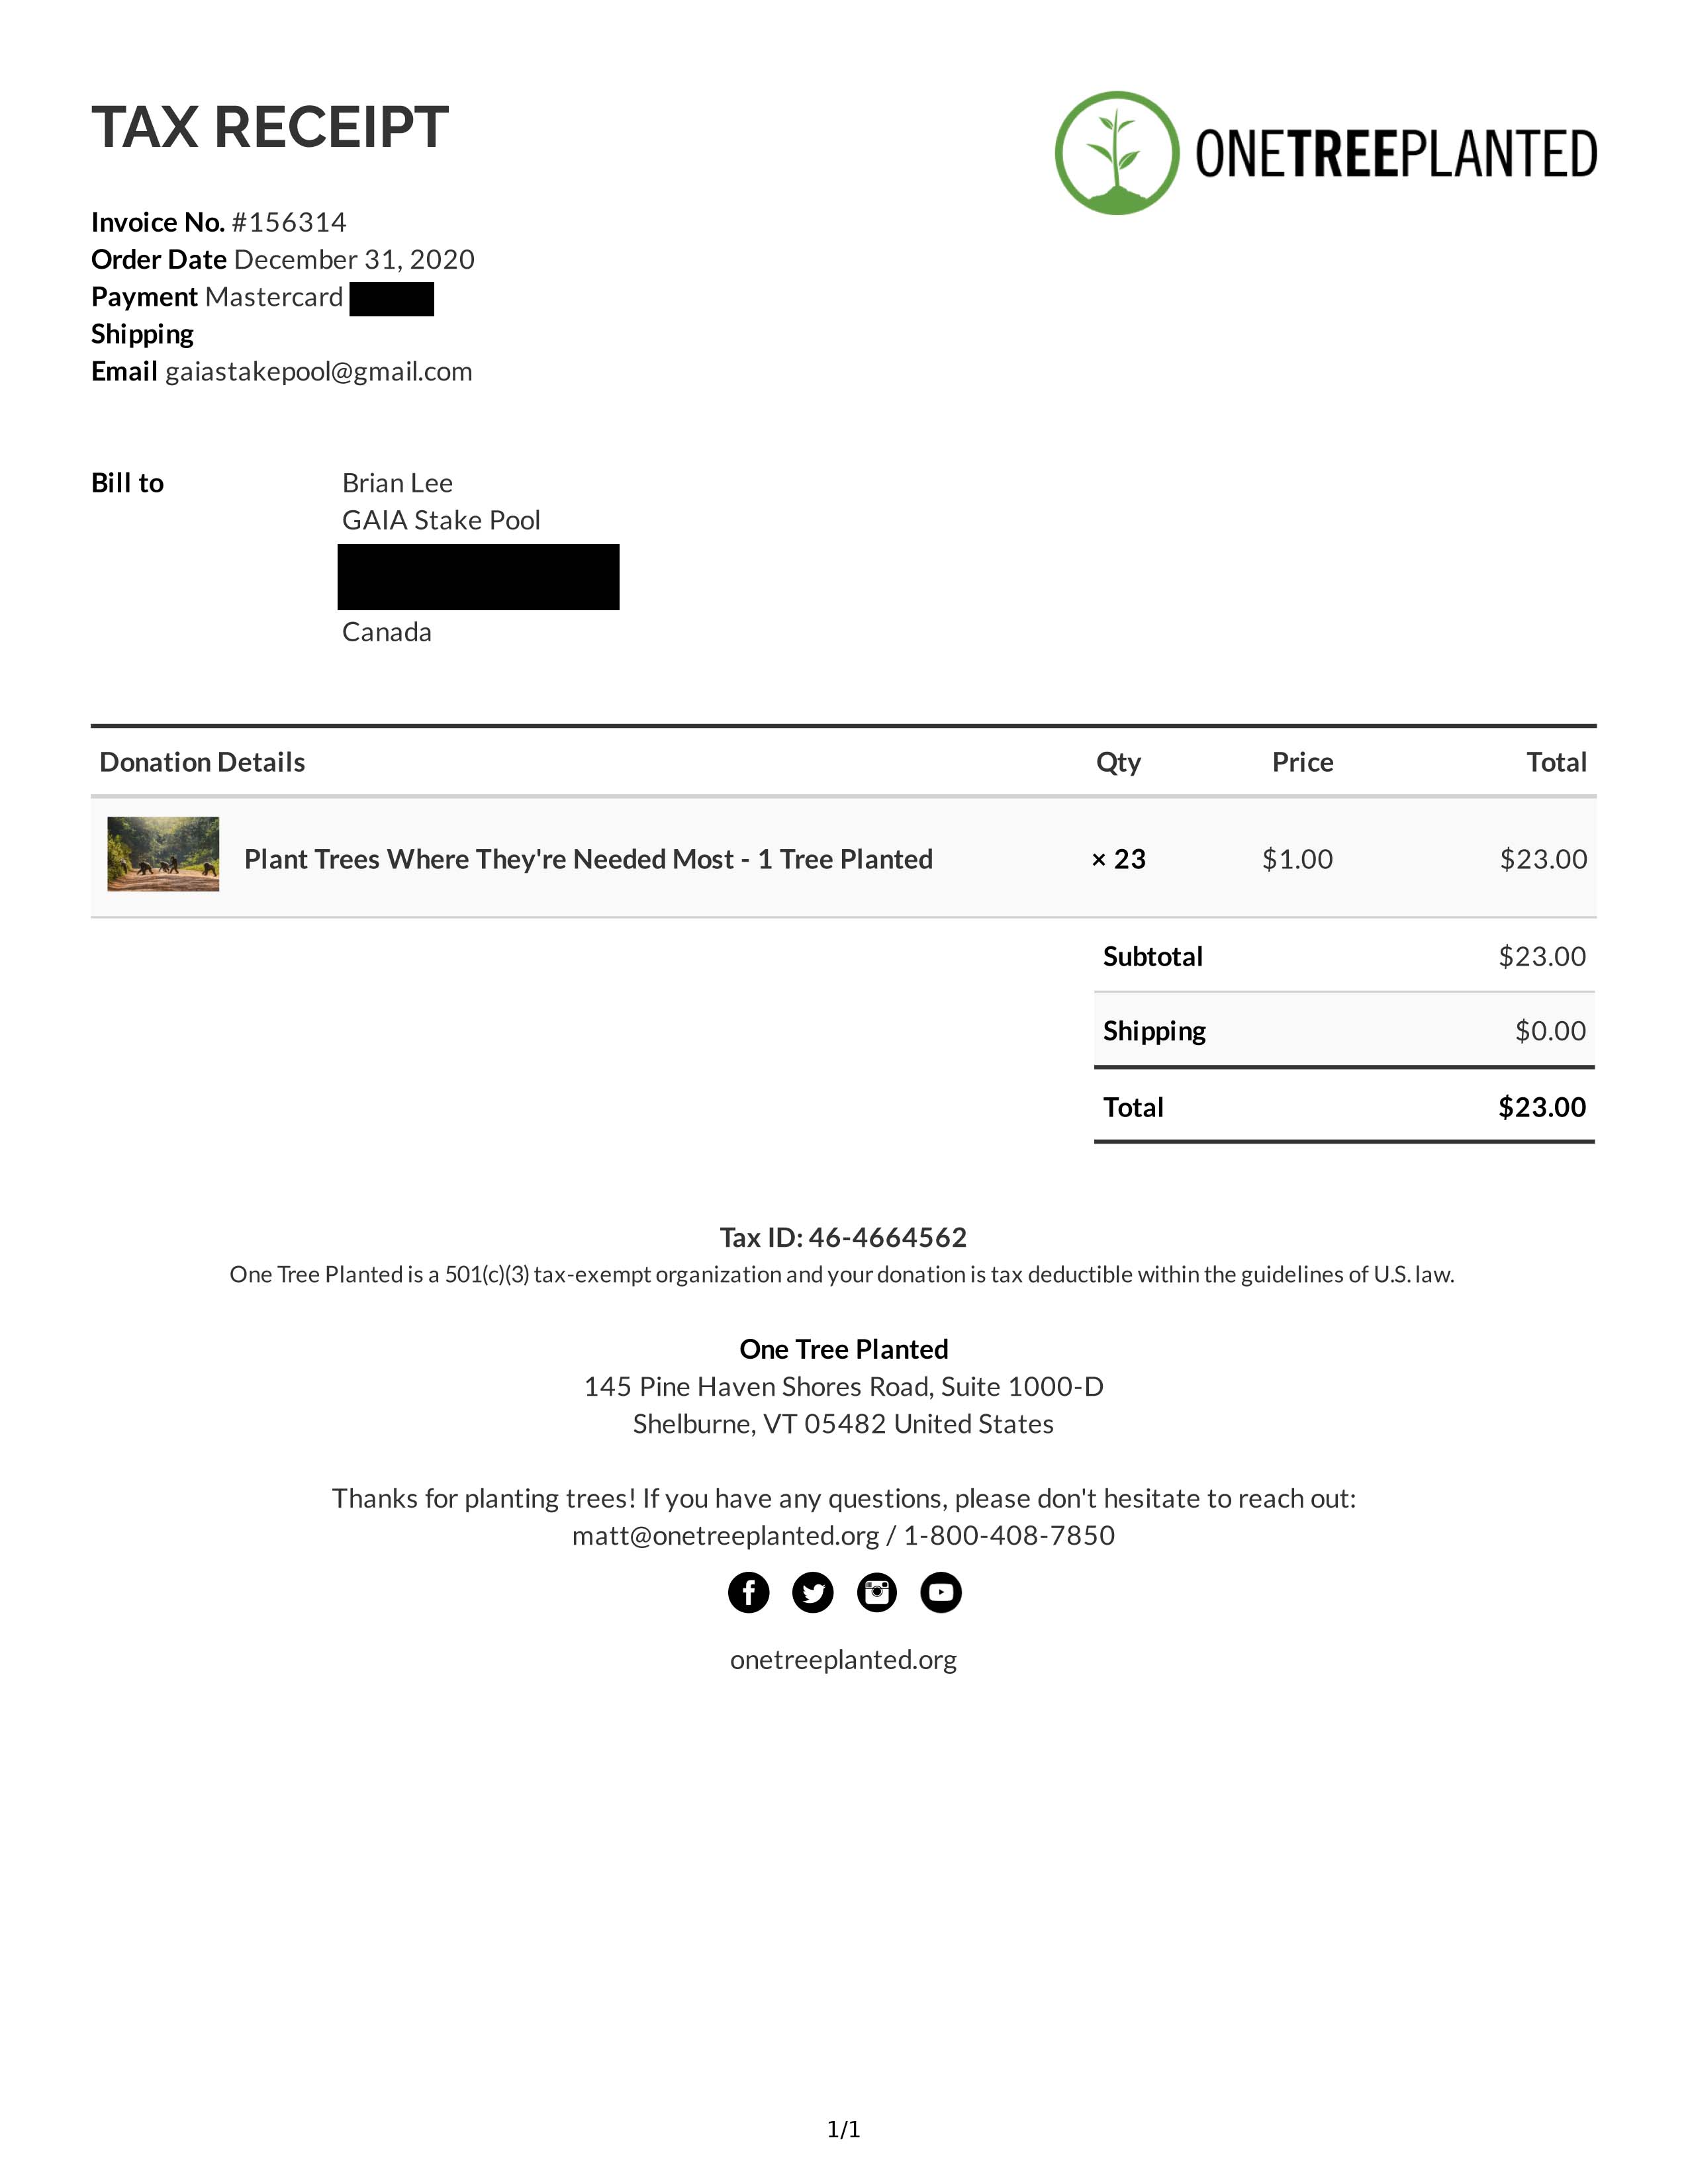 TAX RECEIPT
ONETREEPLANTED
Invoice No. #156314
Order Date December 31, 2020
Payment Mastercard
Shipping
Email gaiastakepool@gmail.com
Bill to Brian Lee
GAIA Stake Pool
Canada
Donation Details Qty Price Total
Plant Trees Where They're Needed Most - 1 Tree Planted × 23 $1.00 $23.00
Subtotal $23.00
Shipping $0.00
Total $23.00
Tax ID: 46-4664562
One Tree Planted is a 501(c)(3) tax-exempt organization and your donation is tax deductible within the guidelines of U.S. law.
One Tree Planted
145 Pine Haven Shores Road, Suite 1000-D
Shelburne, VT 05482 United States
Thanks for planting trees! If you have any questions, please don't hesitate to reach out:
matt@onetreeplanted.org / 1-800-408-7850
onetreeplanted.org
1/1